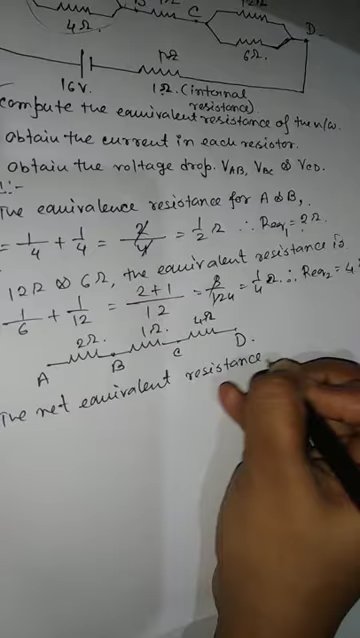 B
C
12Ω
4Ω
D.
6Ω.
16V.
1Ω
1Ω (internal resistance)
compute the equivalent resistance of the n/w.
obtain the current in each resistor.
obtain the voltage drop. VAB, VBC & VCD.
:-
The equivalence resistance for A & B,
= 1/4 + 1/4 = 2/4 = 1/2 Ω ∴ Req1 = 2Ω.
12Ω & 6Ω, the equivalent resistance is
1/6 + 1/12 = 2+1/12 = 3/12 4 = 1/4 Ω ∴ Req2 = 4
2Ω. 1Ω. 4Ω
A B C D.
The net equivalent resistance